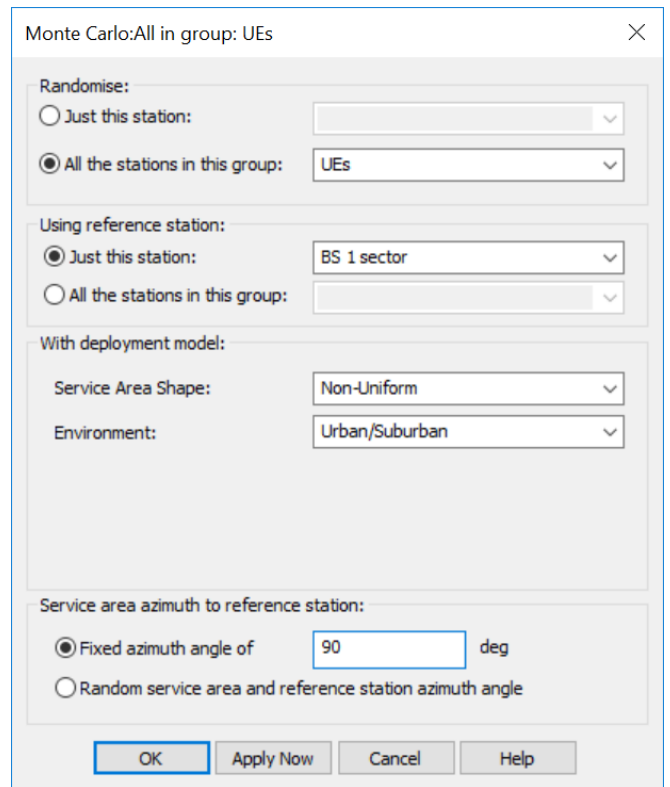 Monte Carlo:All in group: UEs
Randomise:
Just this station:
All the stations in this group: UEs
Using reference station:
Just this station: BS 1 sector
All the stations in this group:
With deployment model:
Service Area Shape: Non-Uniform
Environment: Urban/Suburban
Service area azimuth to reference station:
Fixed azimuth angle of 90 deg
Random service area and reference station azimuth angle
OK Apply Now Cancel Help